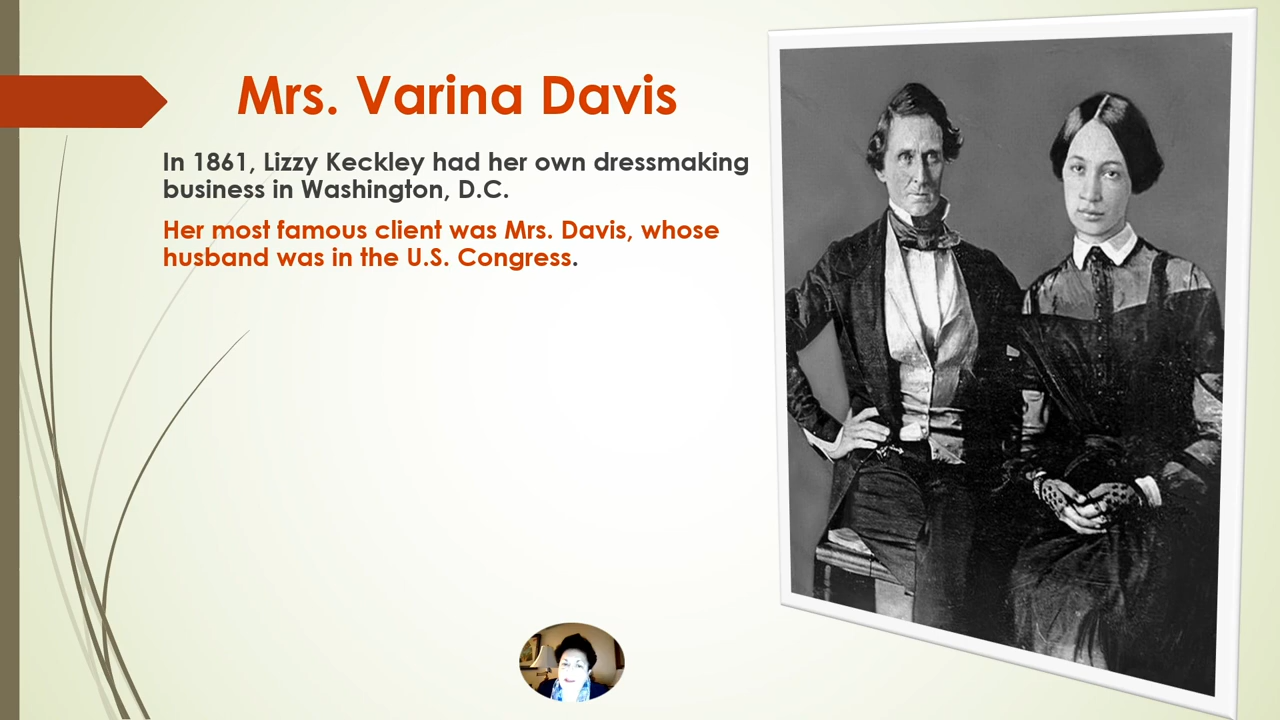 Mrs. Varina Davis
In 1861, Lizzy Keckley had her own dressmaking
business in Washington, D.C.
Her most famous client was Mrs. Davis, whose
husband was in the U.S. Congress.